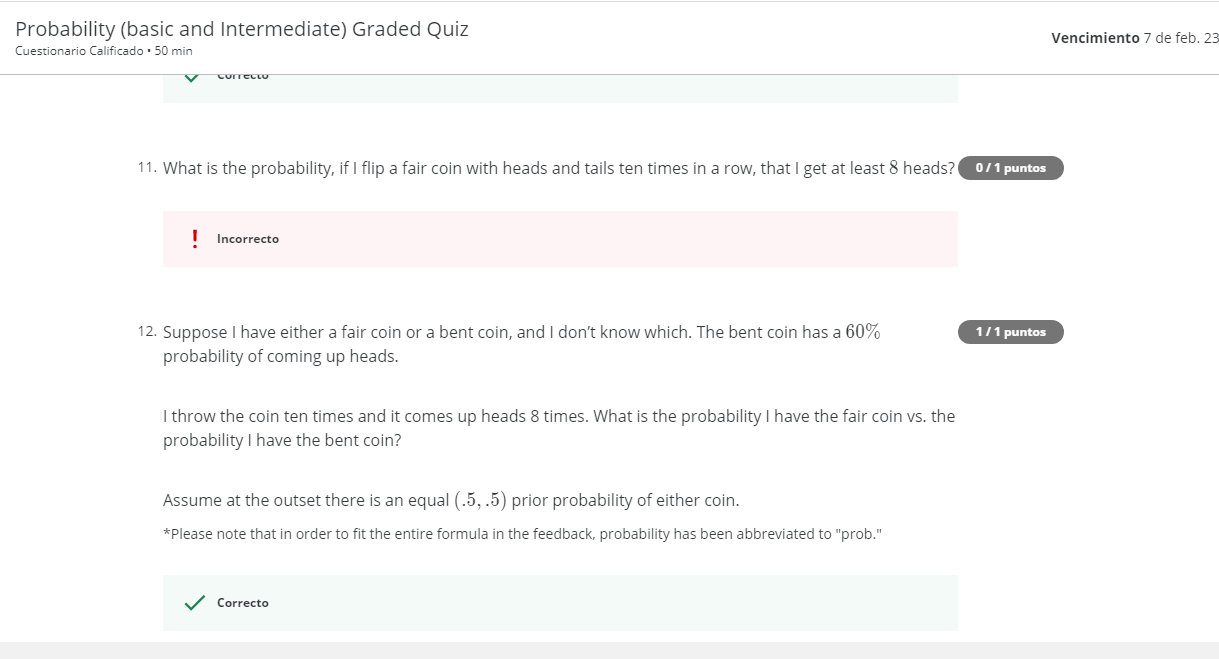 Probability (basic and Intermediate) Graded Quiz
Cuestionario Calificado • 50 min
Vencimiento 7 de feb. 23
Correcto
11. What is the probability, if I flip a fair coin with heads and tails ten times in a row, that I get at least 8 heads?
0 / 1 puntos
Incorrecto
12. Suppose I have either a fair coin or a bent coin, and I don’t know which. The bent coin has a 60%
1 / 1 puntos
probability of coming up heads.
I throw the coin ten times and it comes up heads 8 times. What is the probability I have the fair coin vs. the
probability I have the bent coin?
Assume at the outset there is an equal (.5, .5) prior probability of either coin.
*Please note that in order to fit the entire formula in the feedback, probability has been abbreviated to "prob."
Correcto